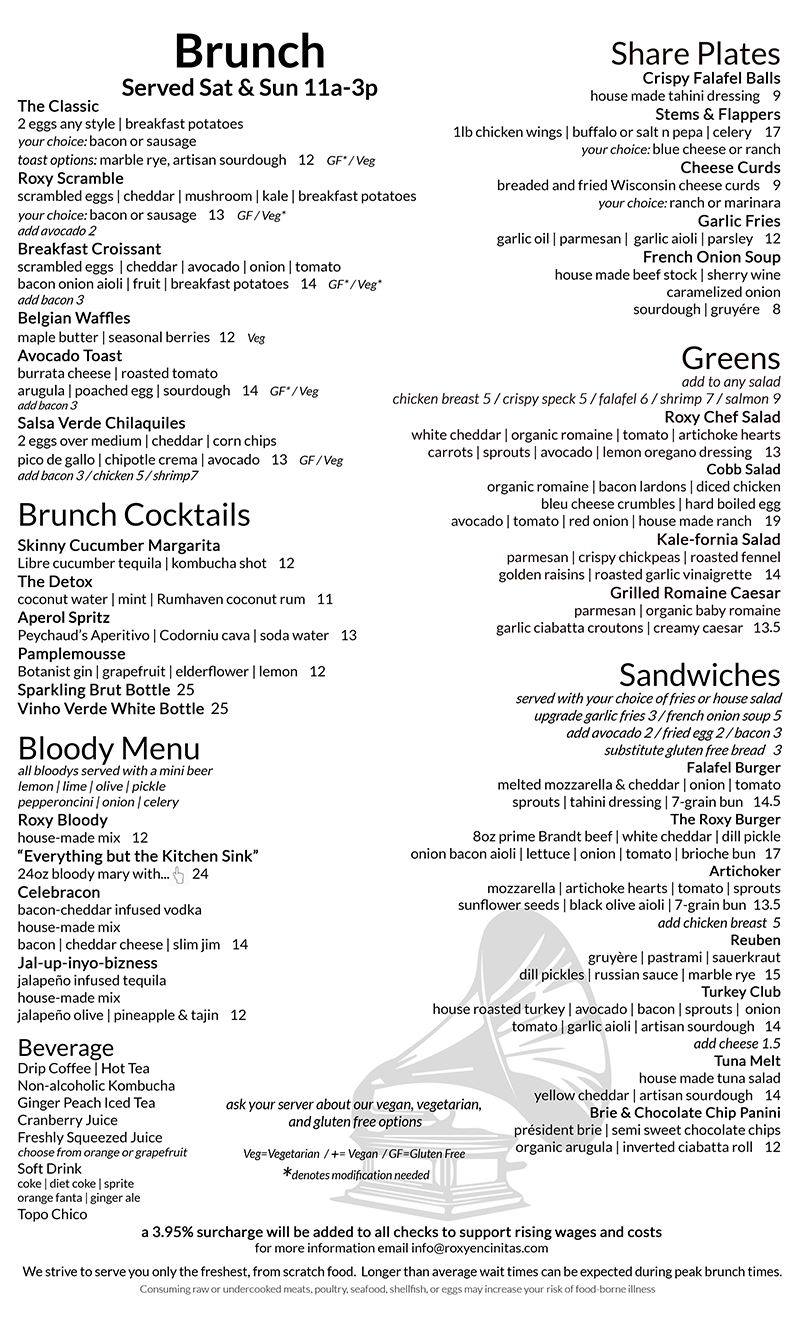 Brunch
Served Sat & Sun 11a-3p
The Classic
2 eggs any style | breakfast potatoes
your choice: bacon or sausage
toast options: marble rye, artisan sourdough 12 GF* / Veg
Roxy Scramble
scrambled eggs | cheddar | mushroom | kale | breakfast potatoes
your choice: bacon or sausage 13 GF / Veg*
add avocado 2
Breakfast Croissant
scrambled eggs | cheddar | avocado | onion | tomato
bacon onion aioli | fruit | breakfast potatoes 14 GF* / Veg*
add bacon 3
Belgian Waffles
maple butter | seasonal berries 12 Veg
Avocado Toast
burrata cheese | roasted tomato
arugula | poached egg | sourdough 14 GF* / Veg
add bacon 3
Salsa Verde Chilaquiles
2 eggs over medium | cheddar | corn chips
pico de gallo | chipotle crema | avocado 13 GF / Veg
add bacon 3 / chicken 5 / shrimp7
Brunch Cocktails
Skinny Cucumber Margarita
Libre cucumber tequila | kombucha shot 12
The Detox
coconut water | mint | Rumhaven coconut rum 11
Aperol Spritz
Peychaud's Aperitivo | Codorniu cava | soda water 13
Pamplemousse
Botanist gin | grapefruit | elderflower | lemon 12
Sparkling Brut Bottle 25
Vinho Verde White Bottle 25
Bloody Menu
all bloodys served with a mini beer
lemon | lime | olive | pickle
pepperoncini | onion | celery
Roxy Bloody
house-made mix 12
“Everything but the Kitchen Sink”
24oz bloody mary with... 24
Celebracon
bacon-cheddar infused vodka
house-made mix
bacon | cheddar cheese | slim jim 14
Jal-up-inyo-bizness
jalapeño infused tequila
house-made mix
jalapeño olive | pineapple & tajin 12
Beverage
Drip Coffee | Hot Tea
Non-alcoholic Kombucha
Ginger Peach Iced Tea
Cranberry Juice
Freshly Squeezed Juice
choose from orange or grapefruit
Soft Drink
coke | diet coke | sprite
orange fanta | ginger ale
Topo Chico
Share Plates
Crispy Falafel Balls
house made tahini dressing 9
Stems & Flappers
1lb chicken wings | buffalo or salt n pepa | celery 17
your choice: blue cheese or ranch
Cheese Curds
breaded and fried Wisconsin cheese curds 9
your choice: ranch or marinara
Garlic Fries
garlic oil | parmesan | garlic aioli | parsley 12
French Onion Soup
house made beef stock | sherry wine
caramelized onion
sourdough | gruyére 8
Greens
add to any salad
chicken breast 5 / crispy speck 5 / falafel 6 / shrimp 7 / salmon 9
Roxy Chef Salad
white cheddar | organic romaine | tomato | artichoke hearts
carrots | sprouts | avocado | lemon oregano dressing 13
Cobb Salad
organic romaine | bacon lardons | diced chicken
bleu cheese crumbles | hard boiled egg
avocado | tomato | red onion | house made ranch 19
Kale-fornia Salad
parmesan | crispy chickpeas | roasted fennel
golden raisins | roasted garlic vinaigrette 14
Grilled Romaine Caesar
parmesan | organic baby romaine
garlic ciabatta croutons | creamy caesar 13.5
Sandwiches
served with your choice of fries or house salad
upgrade garlic fries 3 / french onion soup 5
add avocado 2 / fried egg 2 / bacon 3
substitute gluten free bread 3
Falafel Burger
melted mozzarella & cheddar | onion | tomato
sprouts | tahini dressing | 7-grain bun 14.5
The Roxy Burger
8oz prime Brandt beef | white cheddar | dill pickle
onion bacon aioli | lettuce | onion | tomato | brioche bun 17
Artichoker
mozzarella | artichoke hearts | tomato | sprouts
sunflower seeds | black olive aioli | 7-grain bun 13.5
add chicken breast 5
Reuben
gruyère | pastrami | sauerkraut
dill pickles | russian sauce | marble rye 15
Turkey Club
house roasted turkey | avocado | bacon | sprouts | onion
tomato | garlic aioli | artisan sourdough 14
add cheese 1.5
Tuna Melt
house made tuna salad
yellow cheddar | artisan sourdough 14
Brie & Chocolate Chip Panini
président brie | semi sweet chocolate chips
organic arugula | inverted ciabatta roll 12
ask your server about our vegan, vegetarian,
and gluten free options
Veg=Vegetarian / += Vegan / GF=Gluten Free
*denotes modification needed
a 3.95% surcharge will be added to all checks to support rising wages and costs
for more information email info@roxyencinitas.com
We strive to serve you only the freshest, from scratch food. Longer than average wait times can be expected during peak brunch times.
Consuming raw or undercooked meats, poultry, seafood, shellfish, or eggs may increase your risk of food-borne illness